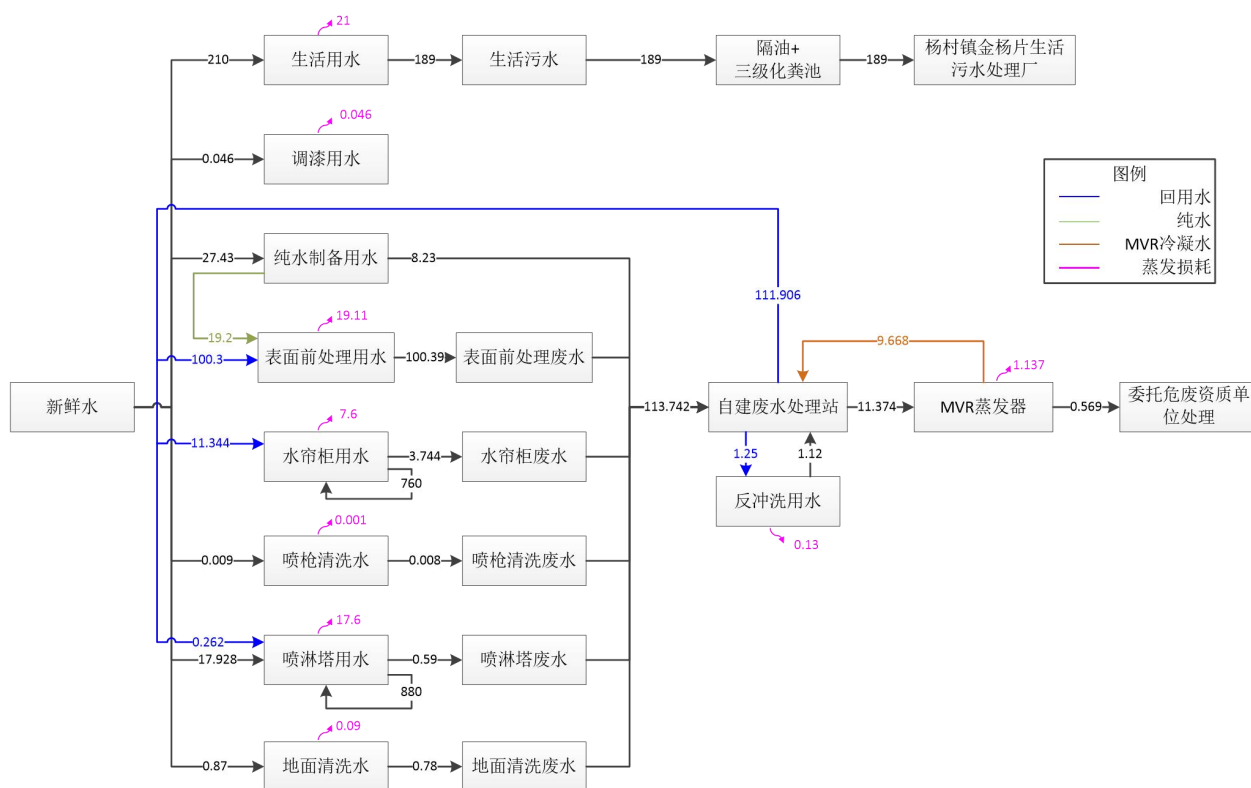 21
210
生活用水
189
生活污水
189
隔油+
三级化粪池
189
杨村镇金杨片生活
污水处理厂
0.046
0.046
调漆用水
图例
回用水
纯水
MVR冷凝水
蒸发损耗
27.43
纯水制备用水
8.23
111.906
19.2
19.11
100.3
表面前处理用水
100.39
表面前处理废水
9.668
新鲜水
113.742
自建废水处理站
11.374
1.137
MVR蒸发器
0.569
委托危废资质单
位处理
7.6
11.344
水帘柜用水
3.744
760
水帘柜废水
1.25
1.12
反冲洗用水
0.13
0.001
0.009
喷枪清洗水
0.008
喷枪清洗废水
17.6
0.262
17.928
喷淋塔用水
0.59
880
喷淋塔废水
0.09
0.87
地面清洗水
0.78
地面清洗废水